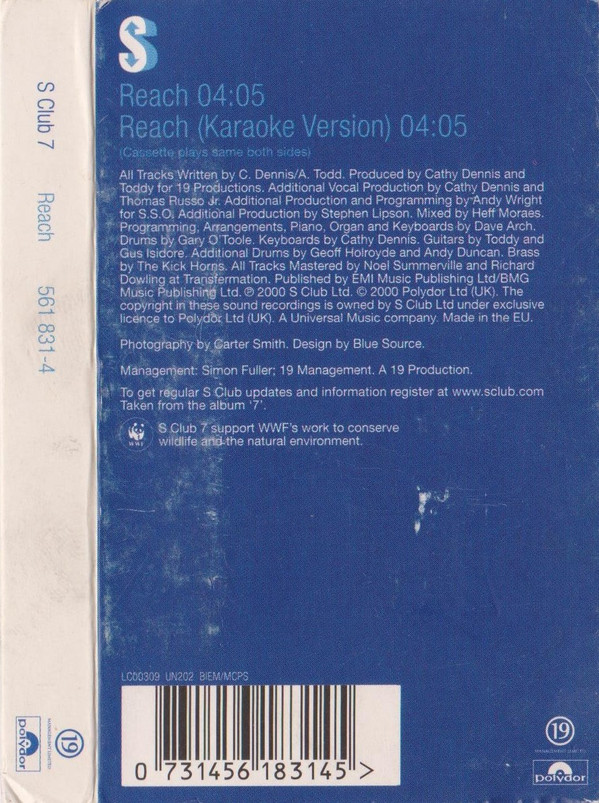 S Club 7 Reach 561 831-4
19
polydor
S
Reach 04:05
Reach (Karaoke Version) 04:05
(Cassette plays same both sides)
All Tracks Written by C. Dennis/A. Todd. Produced by Cathy Dennis and
Toddy for 19 Productions. Additional Vocal Production by Cathy Dennis and
Thomas Russo Jr. Additional Production and Programming by Andy Wright
for S.S.O. Additional Production by Stephen Lipson. Mixed by Heff Moraes.
Programming, Arrangements, Piano, Organ and Keyboards by Dave Arch.
Drums by Gary O'Toole. Keyboards by Cathy Dennis. Guitars by Toddy and
Gus Isidore. Additional Drums by Geoff Holroyde and Andy Duncan. Brass
by The Kick Horns. All Tracks Mastered by Noel Summerville and Richard
Dowling at Transfermation. Published by EMI Music Publishing Ltd/BMG
Music Publishing Ltd. ℗ 2000 S Club Ltd. © 2000 Polydor Ltd (UK). The
copyright in these sound recordings is owned by S Club Ltd under exclusive
licence to Polydor Ltd (UK). A Universal Music company. Made in the EU.
Photography by Carter Smith. Design by Blue Source.
Management: Simon Fuller; 19 Management. A 19 Production.
To get regular S Club updates and information register at www.sclub.com
Taken from the album '7'.
WWF
S Club 7 support WWF's work to conserve
wildlife and the natural environment.
LC00309 UN202 BIEM/MCPS
0 731456 183145 >
19
polydor